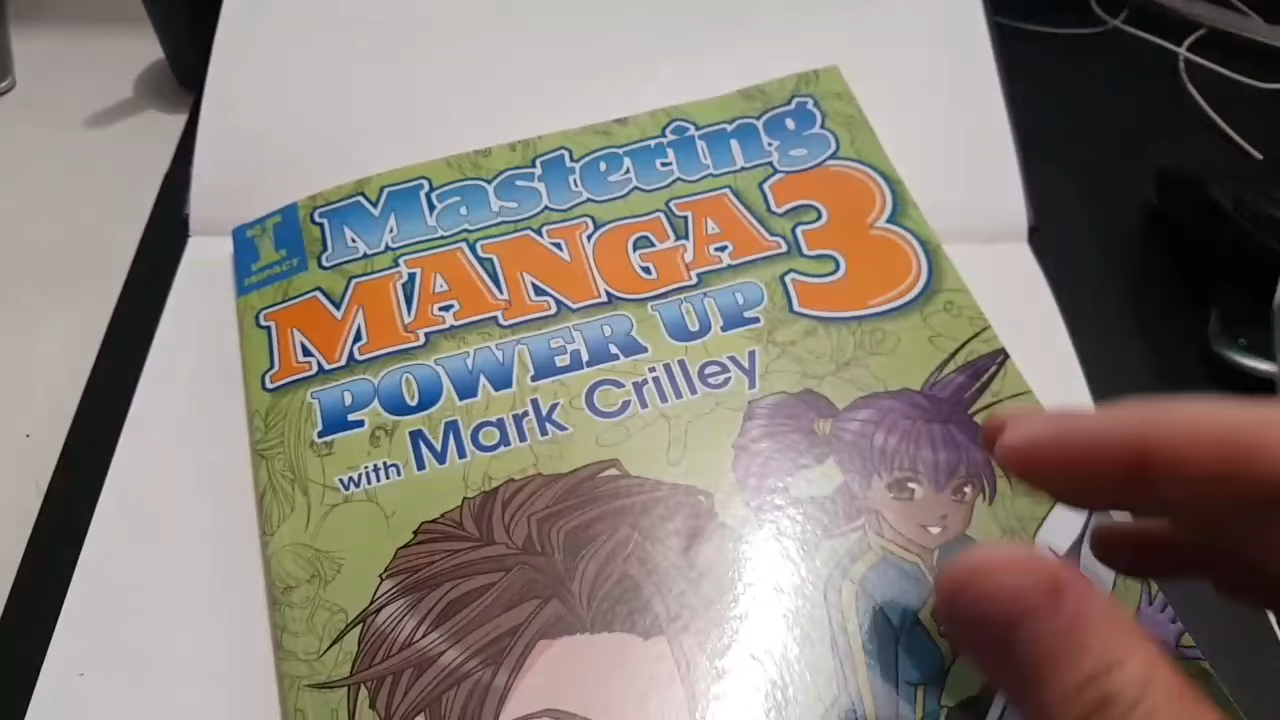 Mastering
MANGA 3
POWER UP
with Mark Crilley
I
IMPACT